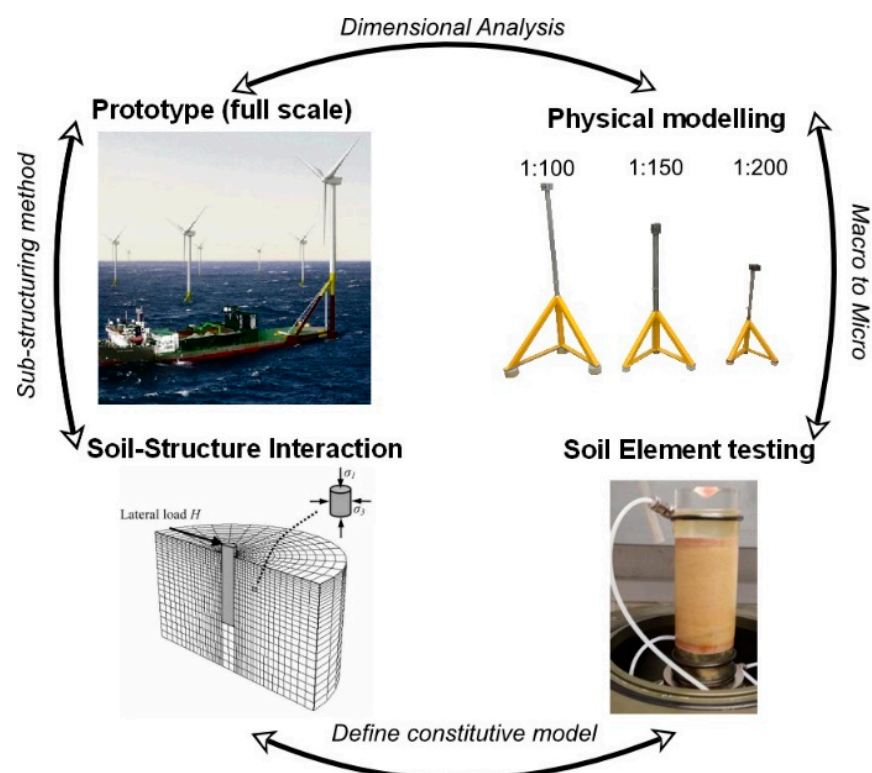 Dimensional Analysis
Prototype (full scale)
Physical modelling
1:100
1:150
1:200
Sub-structuring method
Macro to Micro
Soil-Structure Interaction
Soil Element testing
σ1
σ3
Lateral load H
Define constitutive model